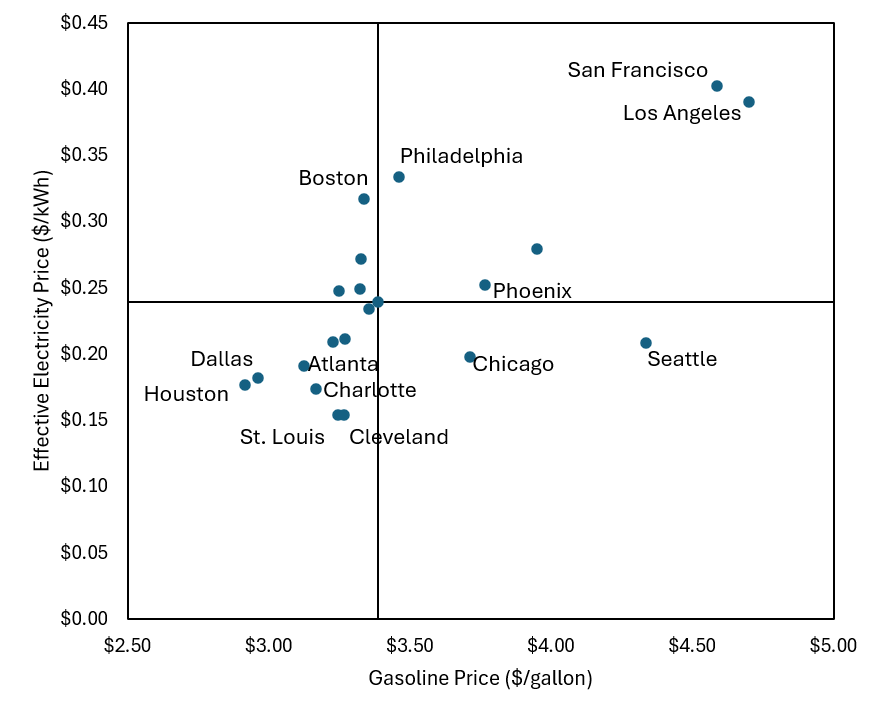 $0.45
San Francisco
$0.40
Los Angeles
$0.35
Philadelphia
Boston
$0.30
Effective Electricity Price ($/kWh)
$0.25
Phoenix
$0.20
Dallas
Atlanta
Chicago
Seattle
Houston
Charlotte
$0.15
St. Louis
Cleveland
$0.10
$0.05
$0.00
$2.50 $3.00 $3.50 $4.00 $4.50 $5.00
Gasoline Price ($/gallon)